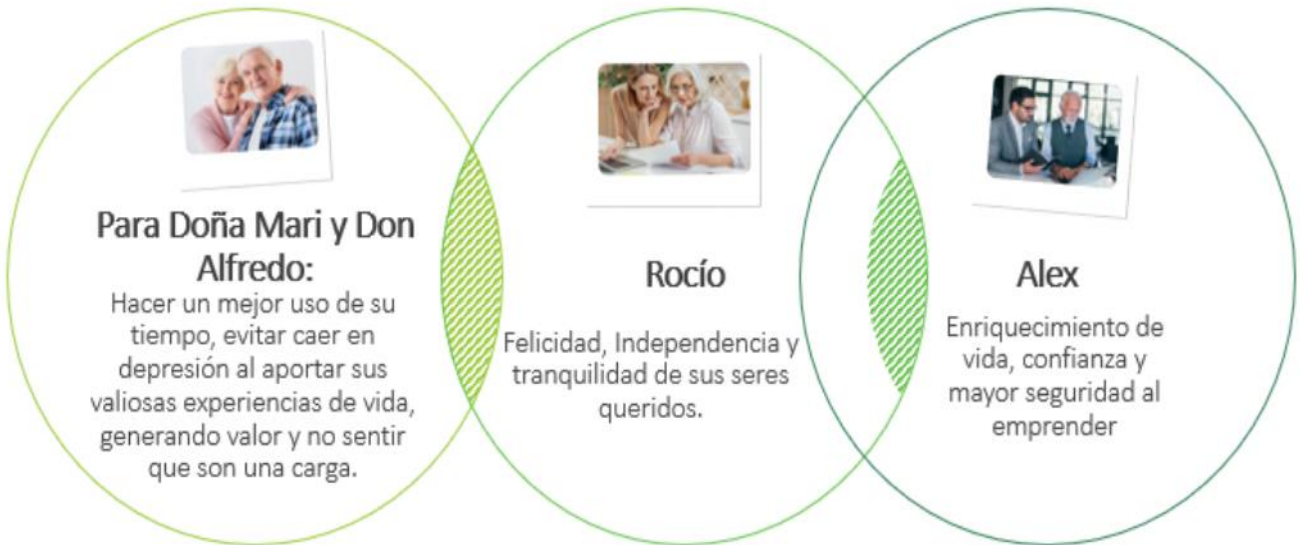 Para Doña Mari y Don
Alfredo:
Hacer un mejor uso de su
tiempo, evitar caer en
depresión al aportar sus
valiosas experiencias de vida,
generando valor y no sentir
que son una carga.
Rocío
Felicidad, Independencia y
tranquilidad de sus seres
queridos.
Alex
Enriquecimiento de
vida, confianza y
mayor seguridad al
emprender